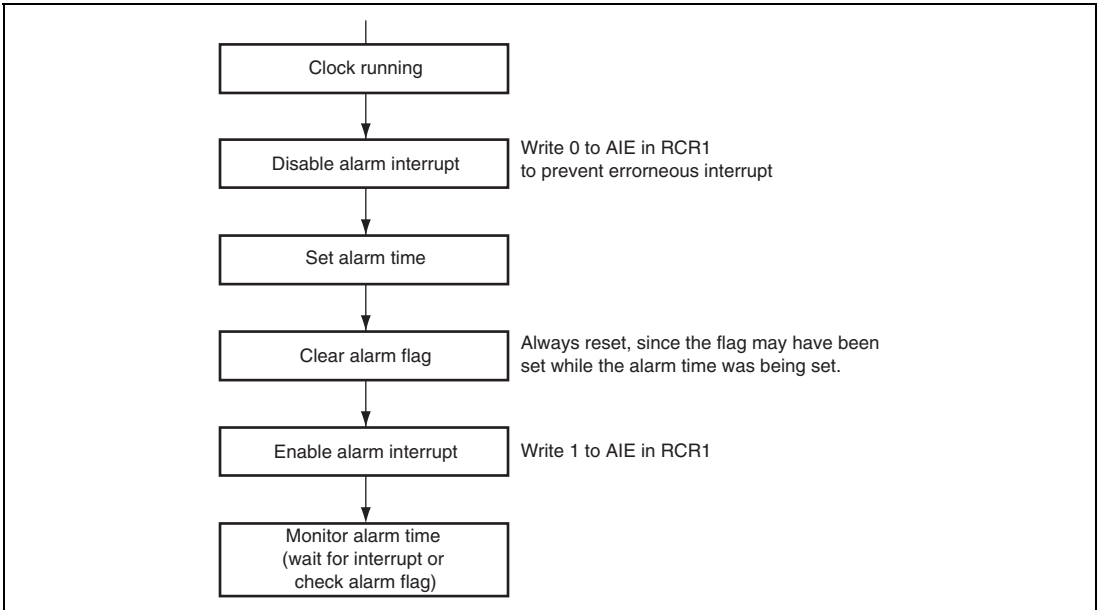 Clock running
Disable alarm interrupt
Write 0 to AIE in RCR1
to prevent errorneous interrupt
Set alarm time
Clear alarm flag
Always reset, since the flag may have been
set while the alarm time was being set.
Enable alarm interrupt
Write 1 to AIE in RCR1
Monitor alarm time
(wait for interrupt or
check alarm flag)